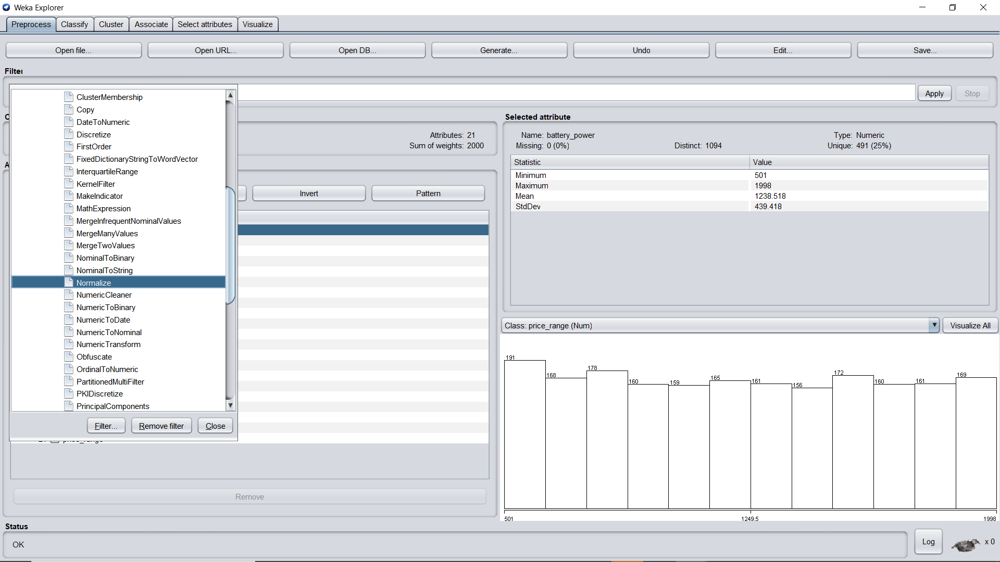 Weka Explorer
Preprocess Classify Cluster Associate Select attributes Visualize
Open file... Open URL... Open DB... Generate... Undo Edit... Save...
Filter
Apply Stop
ClusterMembership
Copy
DateToNumeric
Discretize
FirstOrder
FixedDictionaryStringToWordVector
InterquartileRange
KernelFilter
MakeIndicator
MathExpression
MergeInfrequentNominalValues
MergeManyValues
MergeTwoValues
NominalToBinary
NominalToString
Normalize
NumericCleaner
NumericToBinary
NumericToDate
NumericToNominal
NumericTransform
Obfuscate
OrdinalToNumeric
PartitionedMultiFilter
PKIDiscretize
PrincipalComponents
Filter... Remove filter Close
Attributes: 21
Sum of weights: 2000
Invert Pattern
price_range
Remove
Selected attribute
Name: battery_power Type: Numeric
Missing: 0 (0%) Distinct: 1094 Unique: 491 (25%)
Statistic Value
Minimum 501
Maximum 1998
Mean 1238.518
StdDev 439.418
Class: price_range (Num) Visualize All
191 168 178 160 159 165 161 156 172 160 161 169
501 1249.5 1998
Status
OK
Log x 0